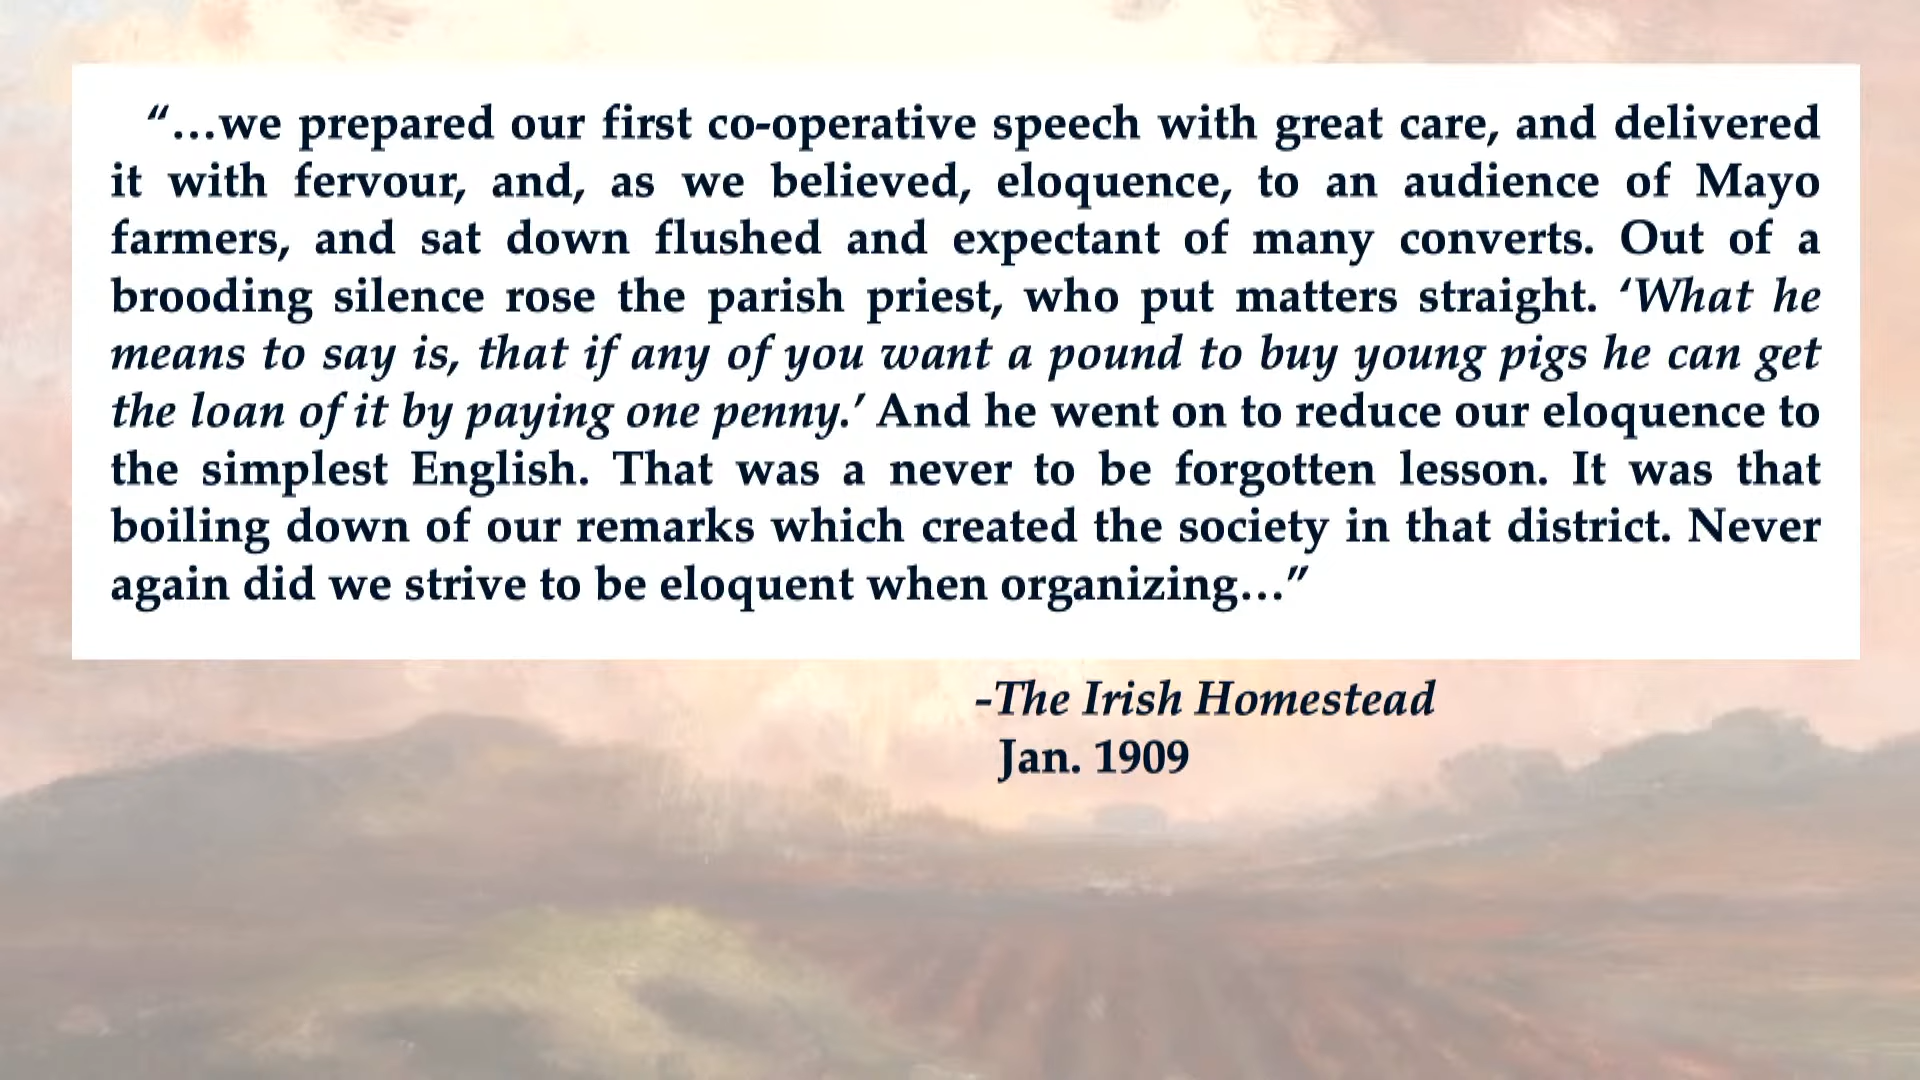 “…we prepared our first co-operative speech with great care, and delivered
it with fervour, and, as we believed, eloquence, to an audience of Mayo
farmers, and sat down flushed and expectant of many converts. Out of a
brooding silence rose the parish priest, who put matters straight. ‘What he
means to say is, that if any of you want a pound to buy young pigs he can get
the loan of it by paying one penny.’ And he went on to reduce our eloquence to
the simplest English. That was a never to be forgotten lesson. It was that
boiling down of our remarks which created the society in that district. Never
again did we strive to be eloquent when organizing…”
-The Irish Homestead
Jan. 1909